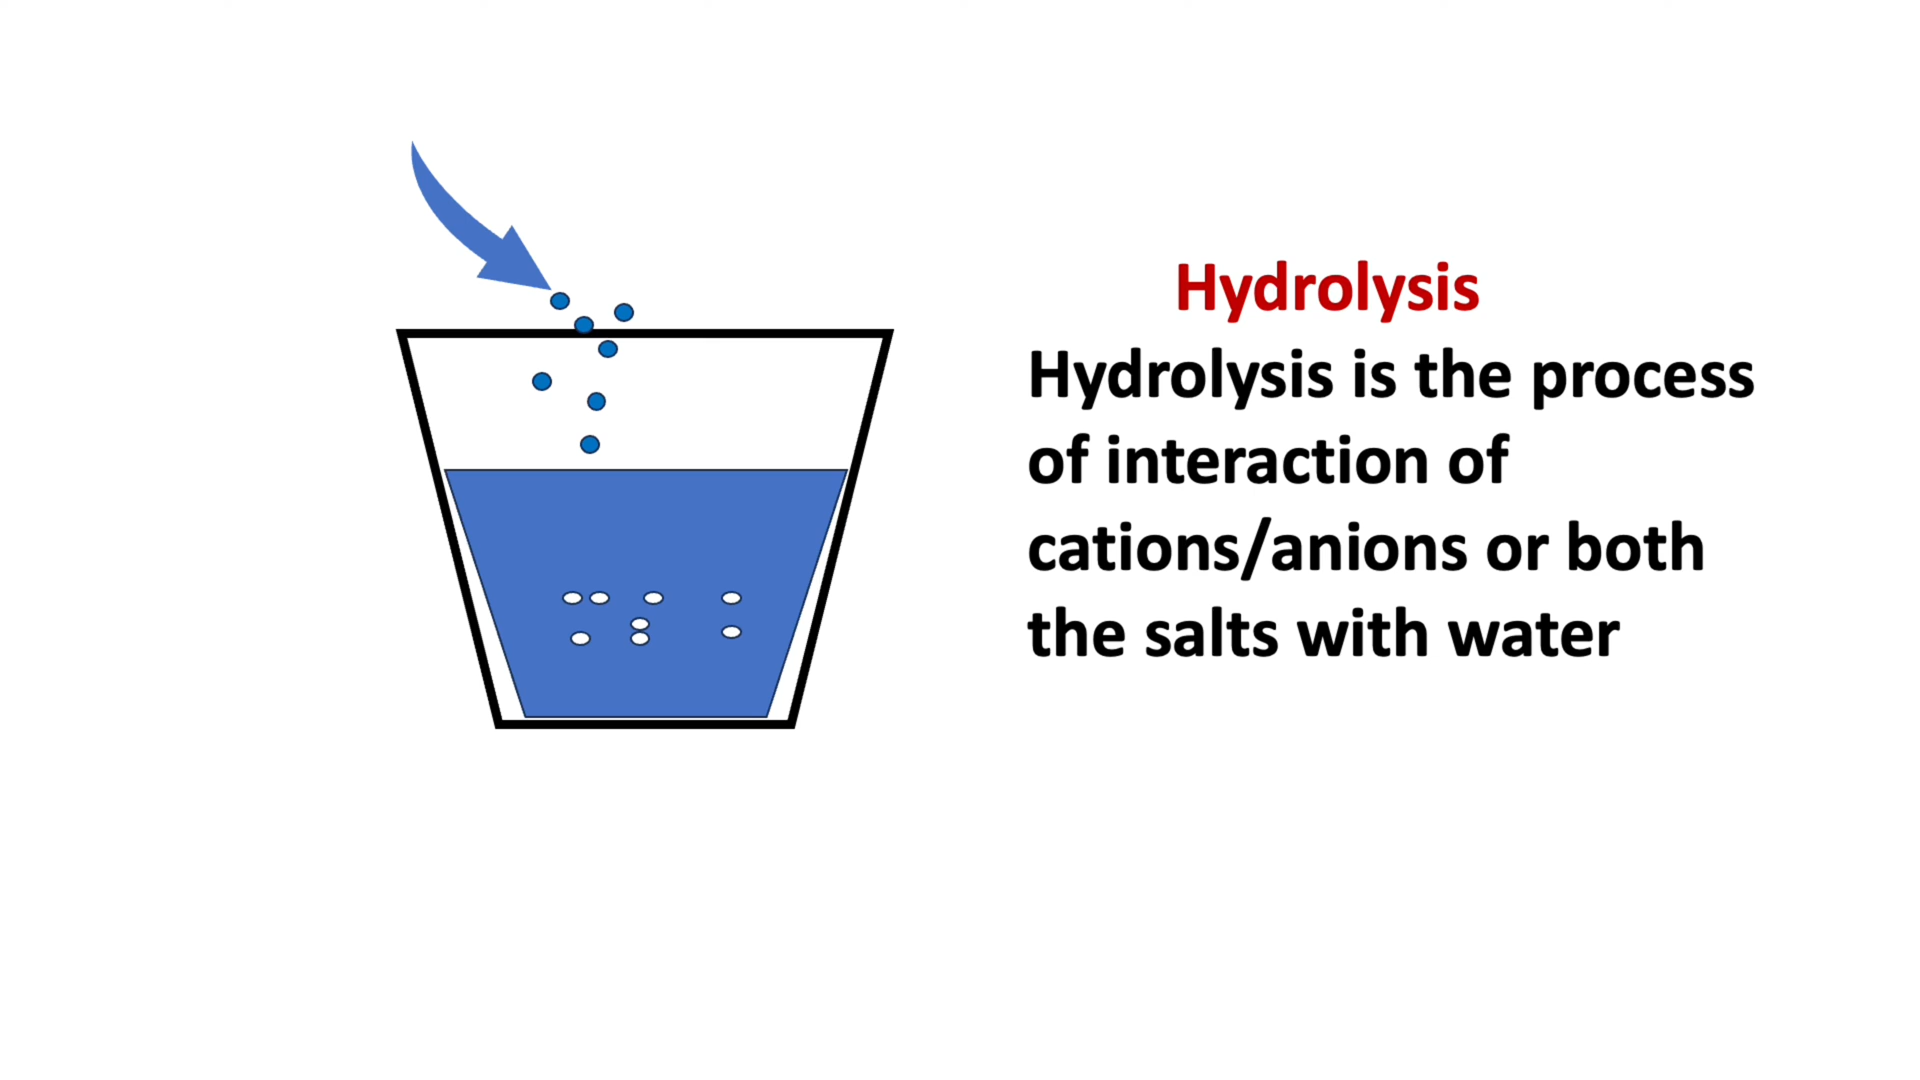 Hydrolysis
Hydrolysis is the process
of interaction of
cations/anions or both
the salts with water